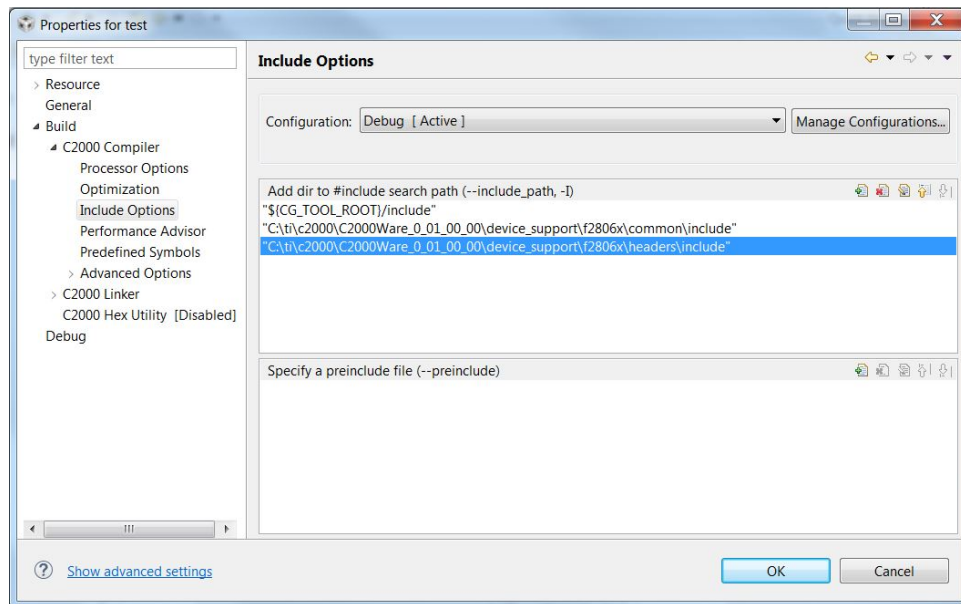 Properties for test
type filter text
Resource
General
Build
C2000 Compiler
Processor Options
Optimization
Include Options
Performance Advisor
Predefined Symbols
Advanced Options
C2000 Linker
C2000 Hex Utility [Disabled]
Debug
Include Options
Configuration: Debug [ Active ] Manage Configurations...
Add dir to #include search path (--include_path, -I)
"${CG_TOOL_ROOT}/include"
"C:\ti\c2000\C2000Ware_0_01_00_00\device_support\f2806x\common\include"
"C:\ti\c2000\C2000Ware_0_01_00_00\device_support\f2806x\headers\include"
Specify a preinclude file (--preinclude)
Show advanced settings
OK Cancel